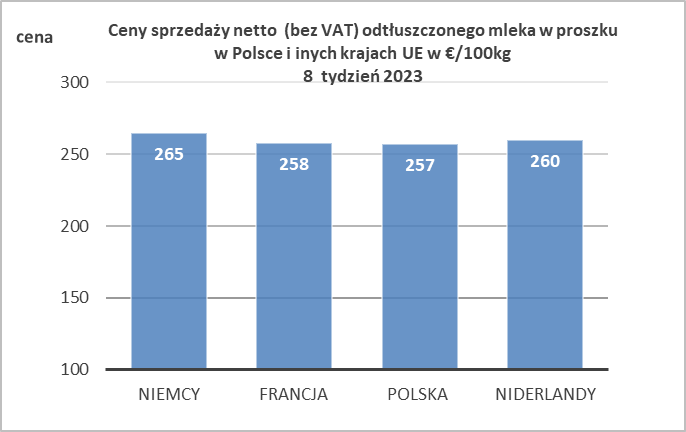 cena
Ceny sprzedaży netto (bez VAT) odtłuszczonego mleka w proszku
w Polsce i inych krajach UE w €/100kg
8 tydzień 2023
300
250
200
150
100
265
258
257
260
NIEMCY
FRANCJA
POLSKA
NIDERLANDY